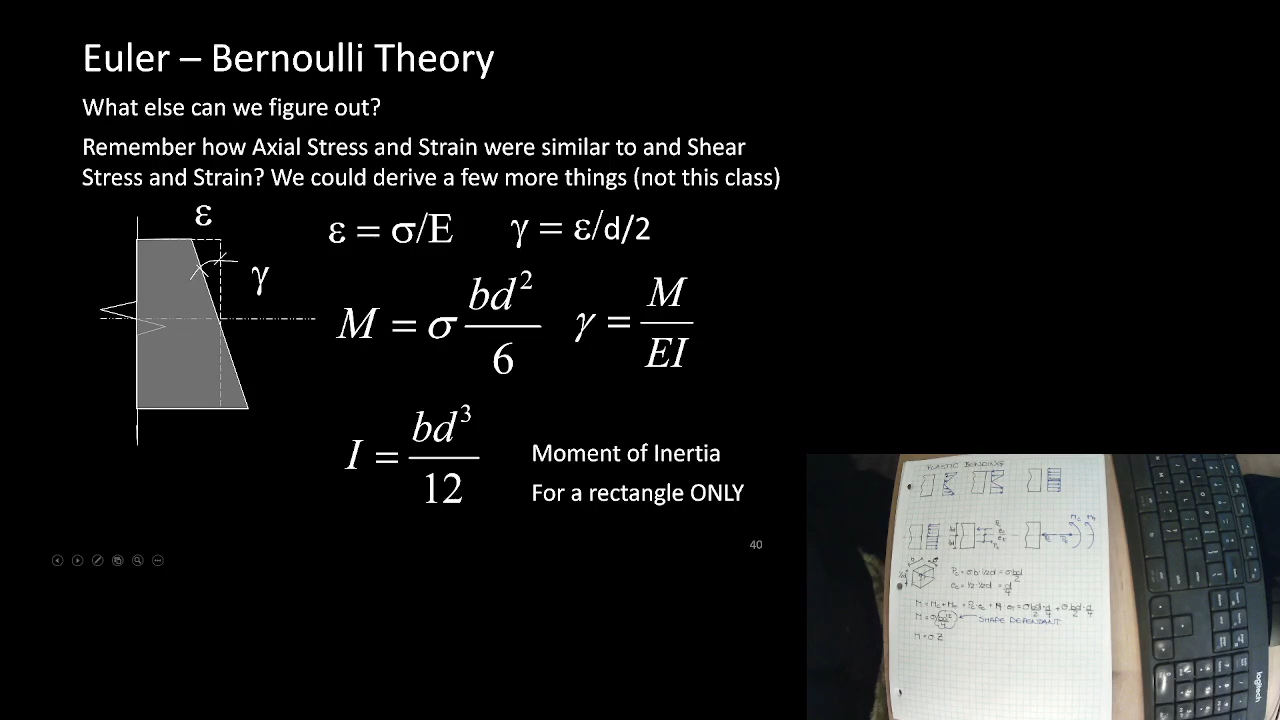 Euler – Bernoulli Theory
What else can we figure out?
Remember how Axial Stress and Strain were similar to and Shear
Stress and Strain? We could derive a few more things (not this class)
ε
ε = σ/E
γ = ε/d/2
γ
M = σ bd²/6
γ = M/EI
I = bd³/12
Moment of Inertia
For a rectangle ONLY
40
PLASTIC BENDING
SHAPE DEPENDANT
M = σ Z
logitech